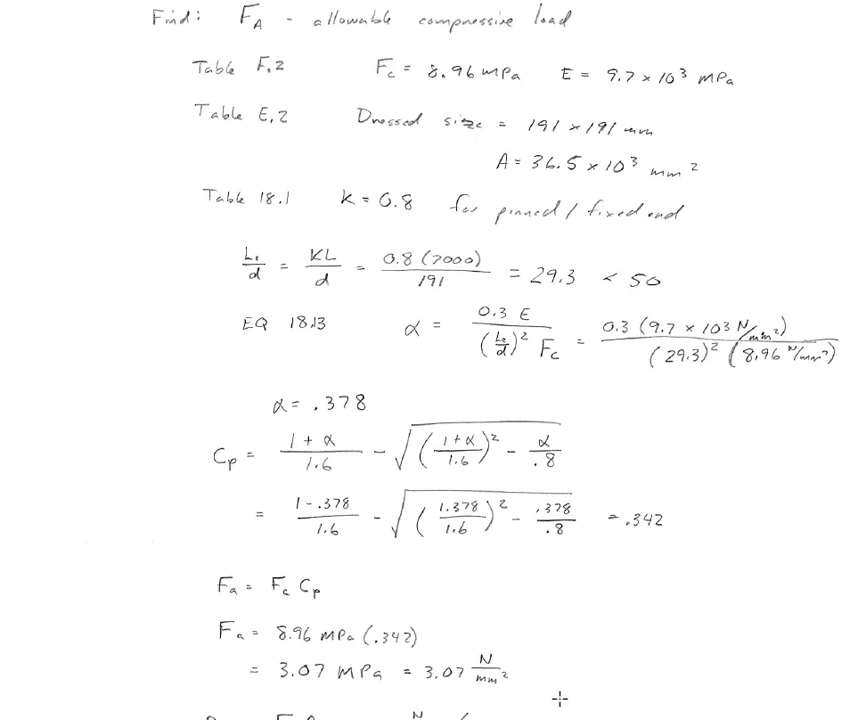 Find: F_A - allowable compressive load
Table F.2 F_c = 8.96 mPa E = 9.7 x 10^3 mPa
Table E.2 Dressed size = 191 x 191 mm
A = 36.5 x 10^3 mm^2
Table 18.1 K = 0.8 for pinned / fixed end
L_e/d = KL/d = 0.8 (7000)/191 = 29.3 < 50
EQ 18.13 α = 0.3 E / (L_e/d)^2 F_c = 0.3 (9.7 x 10^3 N/mm^2) / (29.3)^2 (8.96 N/mm^2)
α = .378
C_p = (1 + α)/1.6 - √((1+α)/1.6)^2 - α/.8
= (1 - .378)/1.6 - √(1.378/1.6)^2 - .378/.8 = .342
F_a = F_c C_p
F_a = 8.96 MPa (.342)
= 3.07 MPa = 3.07 N/mm^2